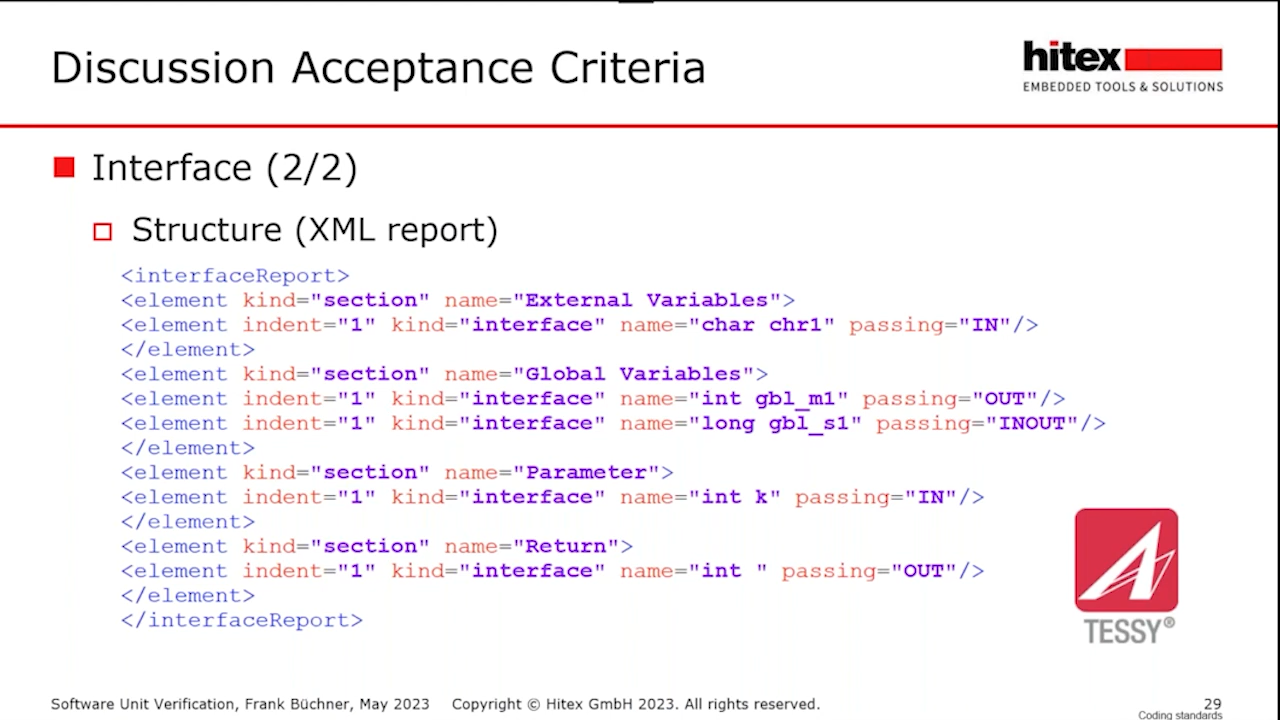 Discussion Acceptance Criteria
hitex
EMBEDDED TOOLS & SOLUTIONS
Interface (2/2)
Structure (XML report)
<interfaceReport>
<element kind="section" name="External Variables">
<element indent="1" kind="interface" name="char chr1" passing="IN"/>
</element>
<element kind="section" name="Global Variables">
<element indent="1" kind="interface" name="int gbl_m1" passing="OUT"/>
<element indent="1" kind="interface" name="long gbl_s1" passing="INOUT"/>
</element>
<element kind="section" name="Parameter">
<element indent="1" kind="interface" name="int k" passing="IN"/>
</element>
<element kind="section" name="Return">
<element indent="1" kind="interface" name="int " passing="OUT"/>
</element>
</interfaceReport>
TESSY®
Software Unit Verification, Frank Büchner, May 2023 Copyright © Hitex GmbH 2023. All rights reserved. 29
Coding standards